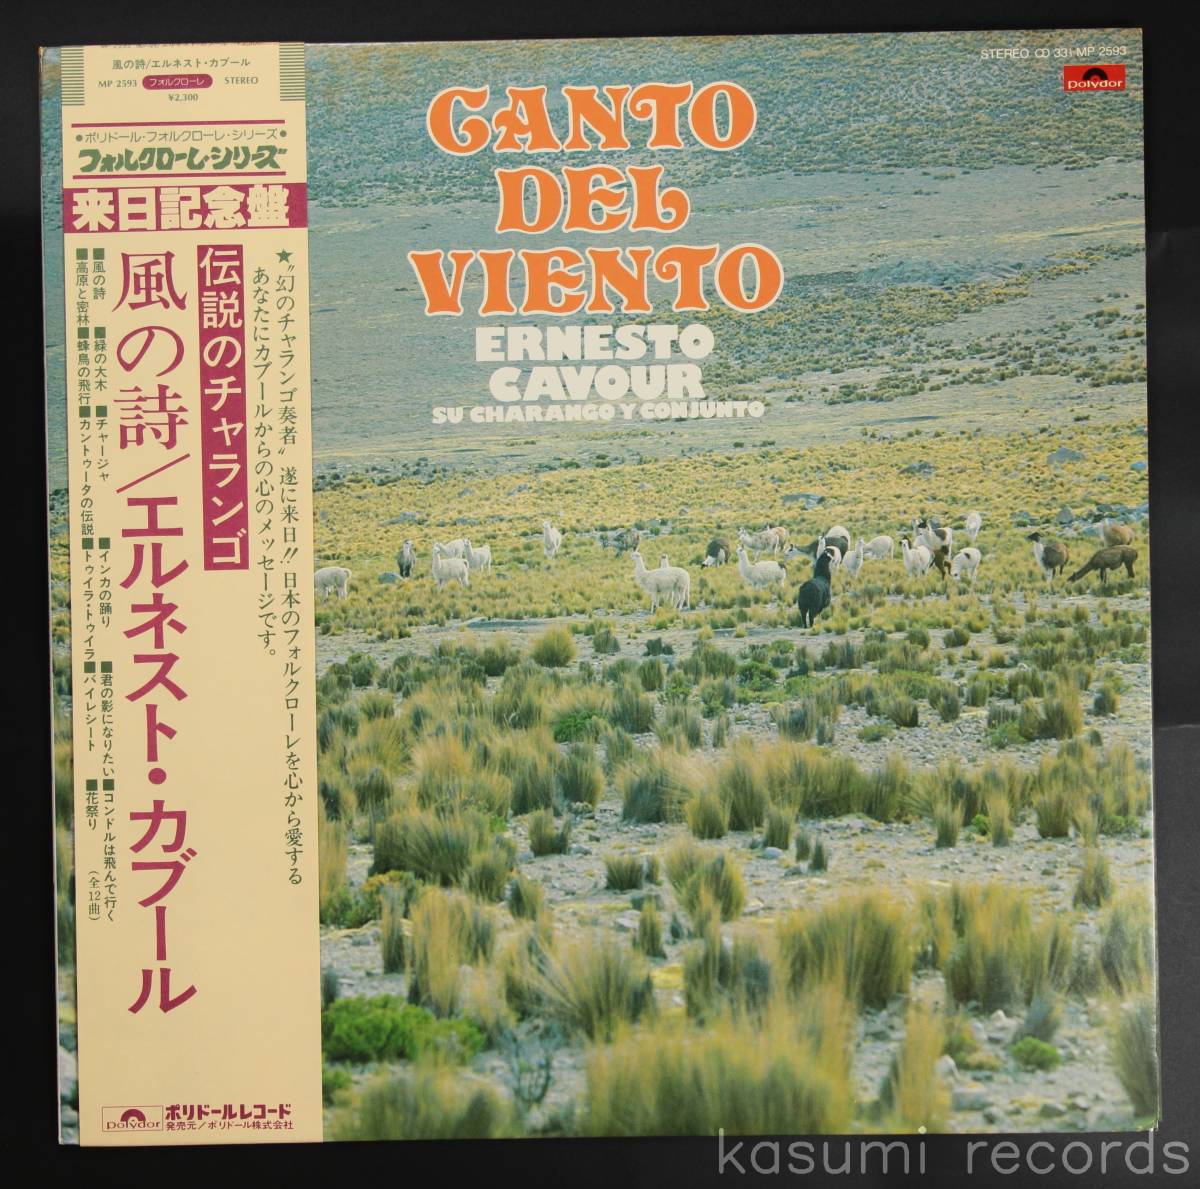 風の詩/エルネスト・カブール
MP 2593 フォルクローレ STEREO
¥2,300
●ポリドール・フォルクローレ・シリーズ●
フォルクローレ・シリーズ
来日記念盤
★“幻のチャランゴ奏者”遂に来日!!日本のフォルクローレを心から愛する
あなたにカブールからの心のメッセージです。
伝説のチャランゴ
風の詩/エルネスト・カブール
■風の詩 ■緑の大木 ■チャージャ ■インカの踊り ■君の影になりたい ■コンドルは飛んで行く
■高原と密林 ■蜂鳥の飛行 ■カントゥータの伝説 ■トゥイラ・トゥイラ ■バイレシート ■花祭り (全12曲)
Polydor
ポリドールレコード
発売元/ポリドール株式会社
STEREO CD 33⅓ MP 2593
Polydor
CANTO
DEL
VIENTO
ERNESTO
CAVOUR
SU CHARANGO Y CONJUNTO
kasumi records